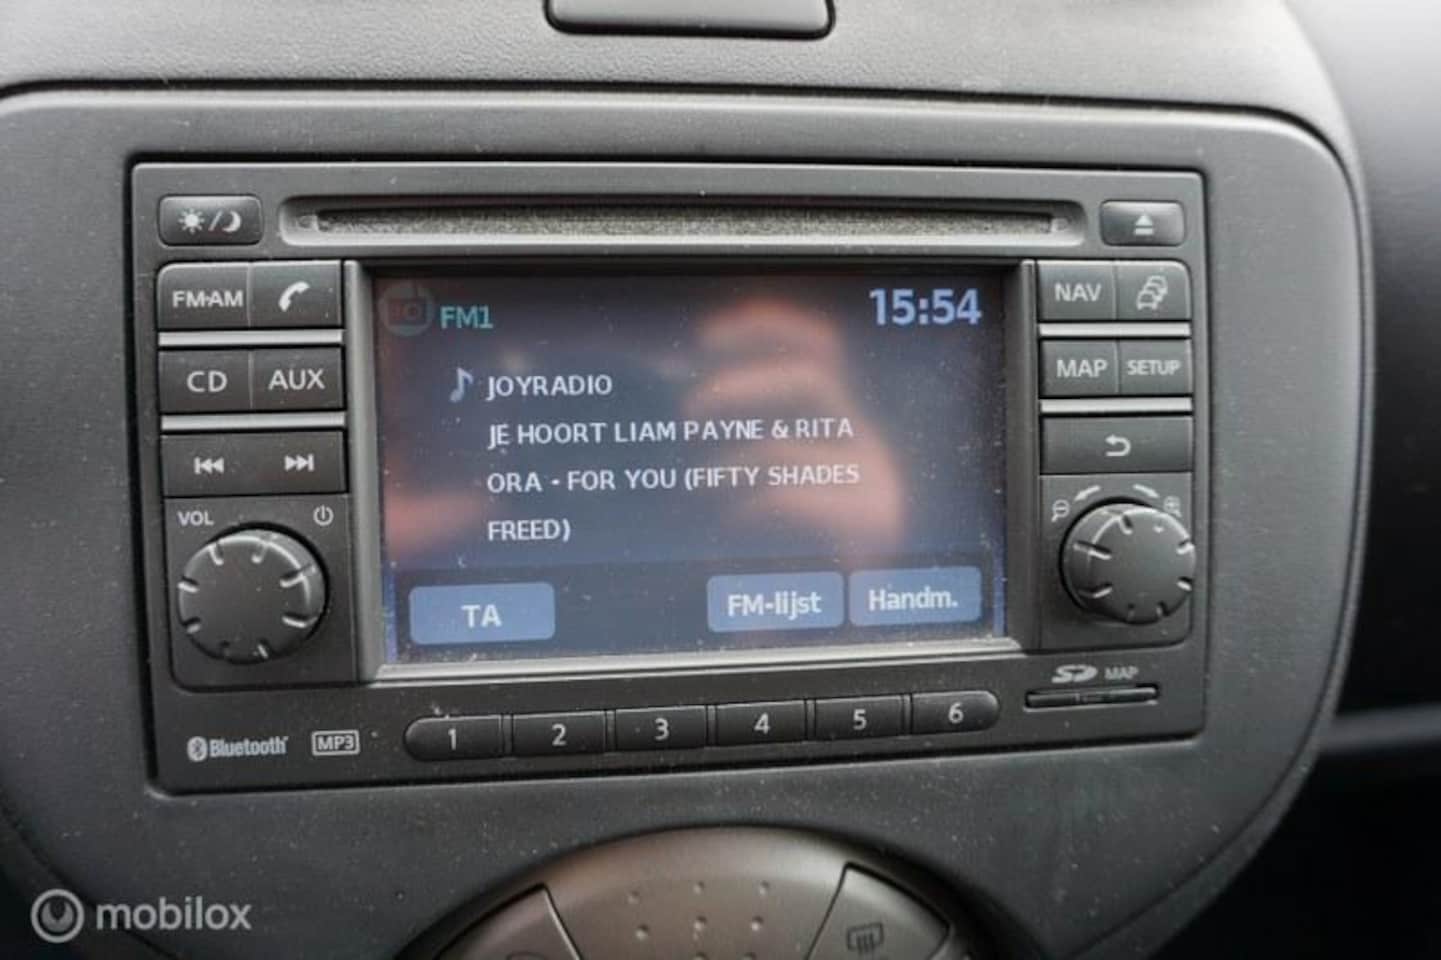 FM·AM
CD AUX
VOL
FM1
15:54
JOYRADIO
JE HOORT LIAM PAYNE & RITA
ORA - FOR YOU (FIFTY SHADES
FREED)
TA FM-lijst Handm.
NAV
MAP SETUP
SD MAP
1 2 3 4 5 6
Bluetooth MP3
mobilox